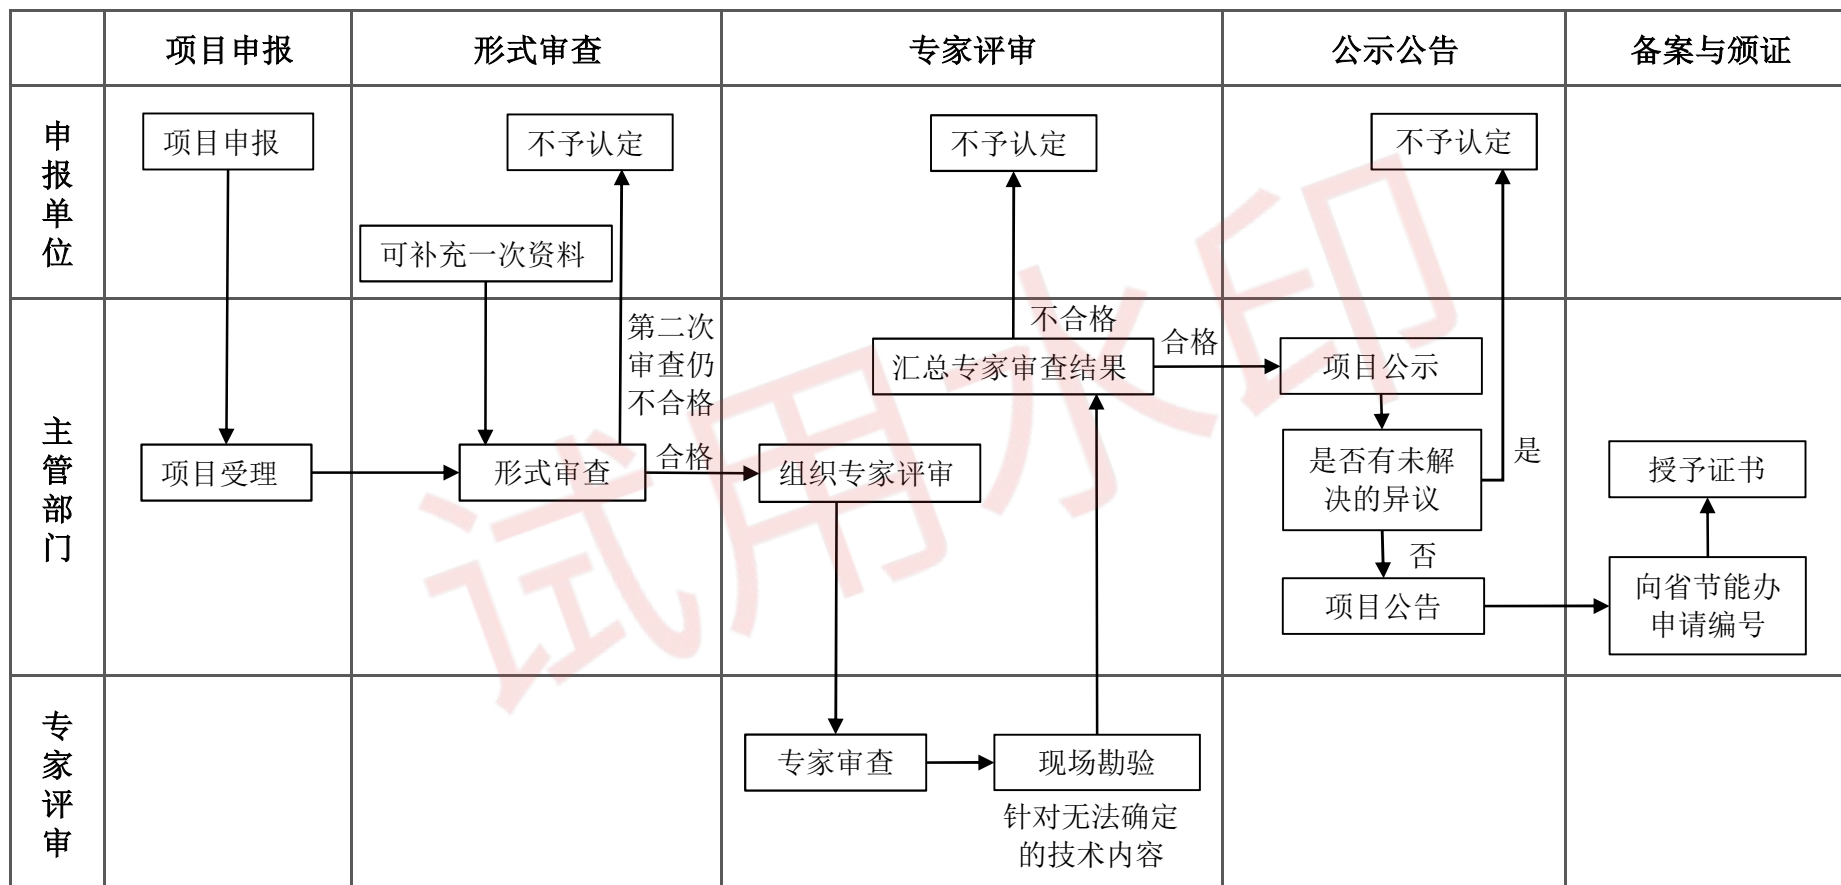 项目申报
形式审查
专家评审
公示公告
备案与颁证
申报单位
项目申报
不予认定
不予认定
不予认定
可补充一次资料
主管部门
第二次
审查仍
不合格
不合格
合格
汇总专家审查结果
项目公示
项目受理
形式审查
合格
组织专家评审
是否有未解
决的异议
是
授予证书
否
项目公告
向省节能办
申请编号
专家评审
专家审查
现场勘验
针对无法确定
的技术内容
试用水印